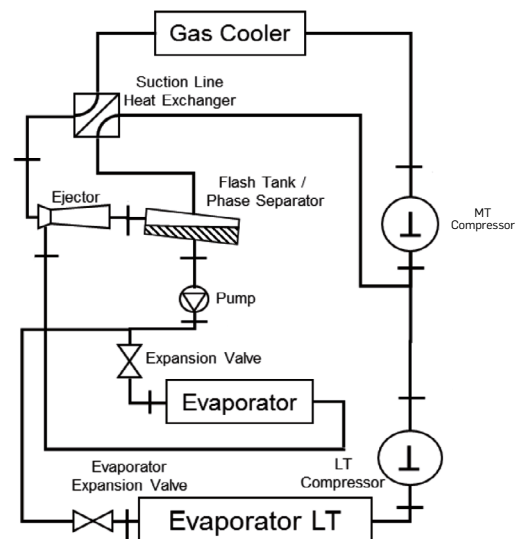 Gas Cooler
Suction Line
Heat Exchanger
Ejector
Flash Tank /
Phase Separator
MT
Compressor
Pump
Expansion Valve
Evaporator
Evaporator
Expansion Valve
LT
Compressor
Evaporator LT